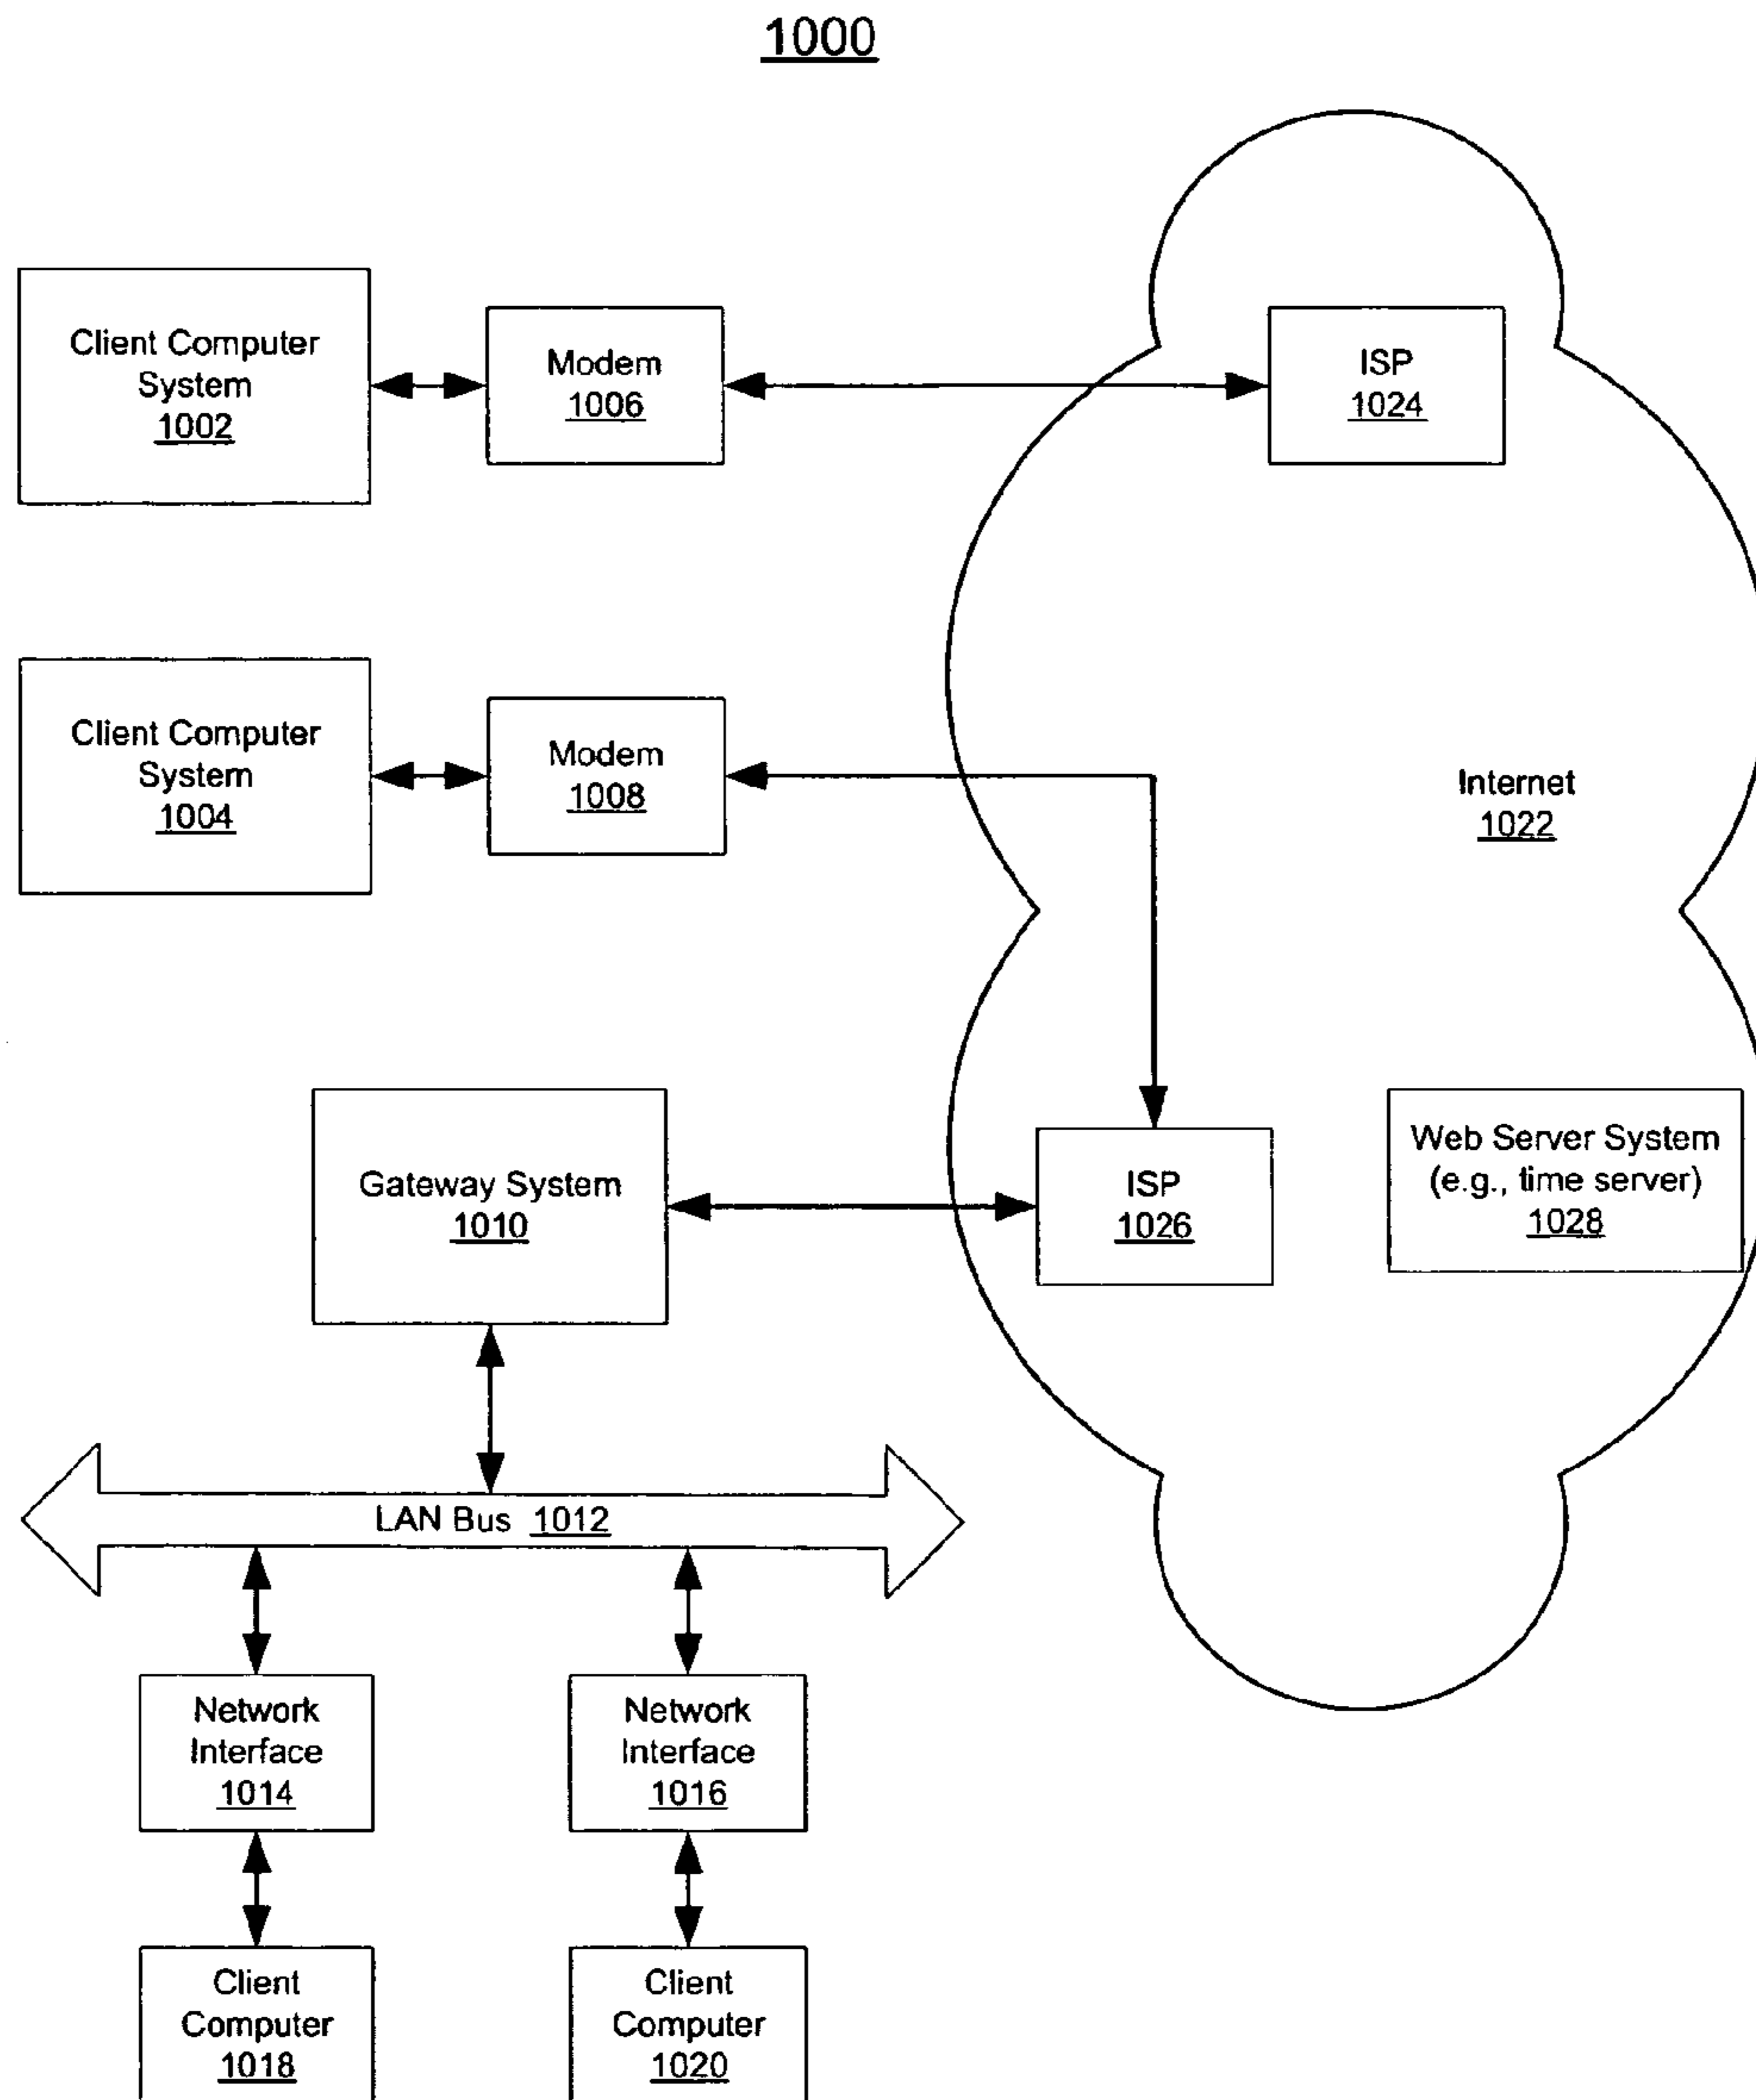 1000
Client Computer
System
1002
Modem
1006
ISP
1024
Client Computer
System
1004
Modem
1008
Internet
1022
Gateway System
1010
ISP
1026
Web Server System
(e.g., time server)
1028
LAN Bus 1012
Network
Interface
1014
Network
Interface
1016
Client
Computer
1018
Client
Computer
1020